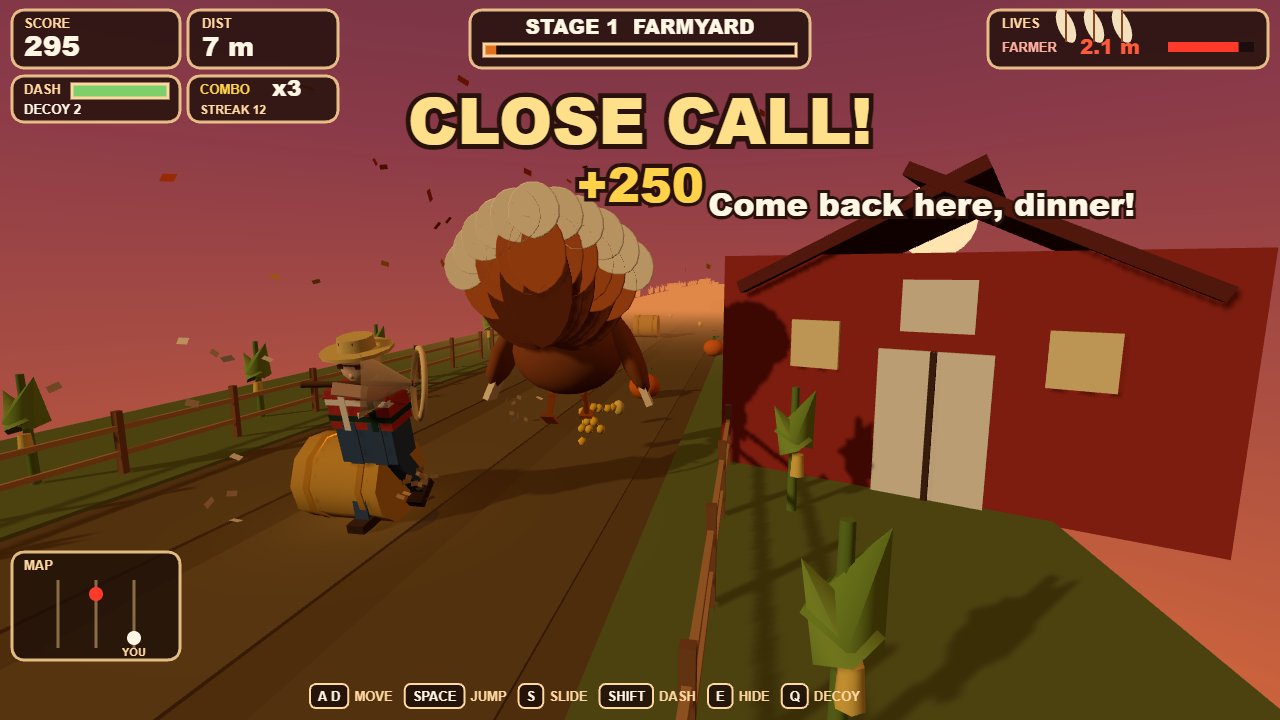 SCORE
295
DIST
7 m
STAGE 1 FARMYARD
LIVES
FARMER 2.1 m
DASH
DECOY 2
COMBO x3
STREAK 12
CLOSE CALL!
+250
Come back here, dinner!
MAP
YOU
A D MOVE SPACE JUMP S SLIDE SHIFT DASH E HIDE Q DECOY